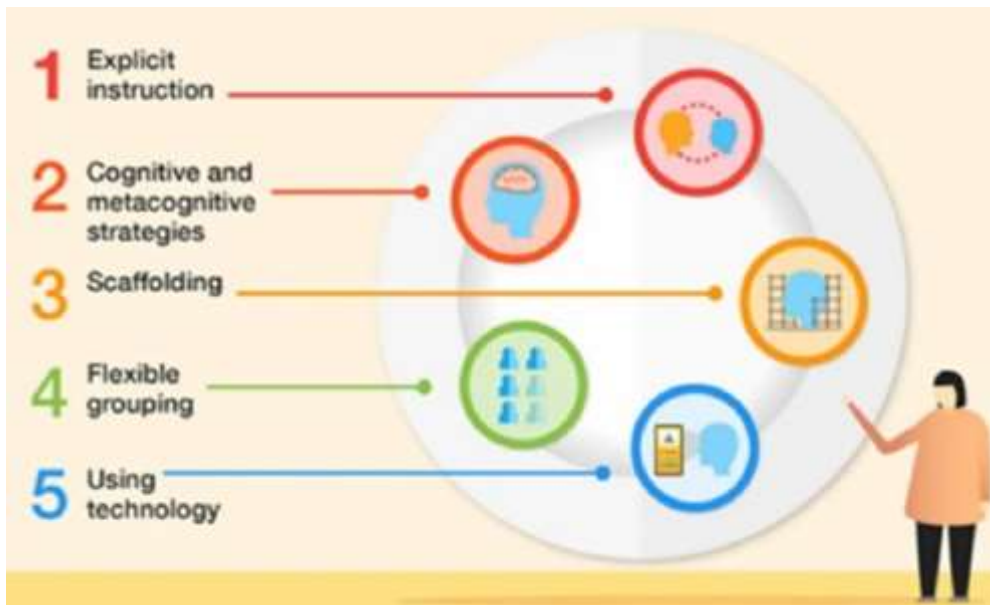 1 Explicit
instruction
2 Cognitive and
metacognitive
strategies
3 Scaffolding
4 Flexible
grouping
5 Using
technology